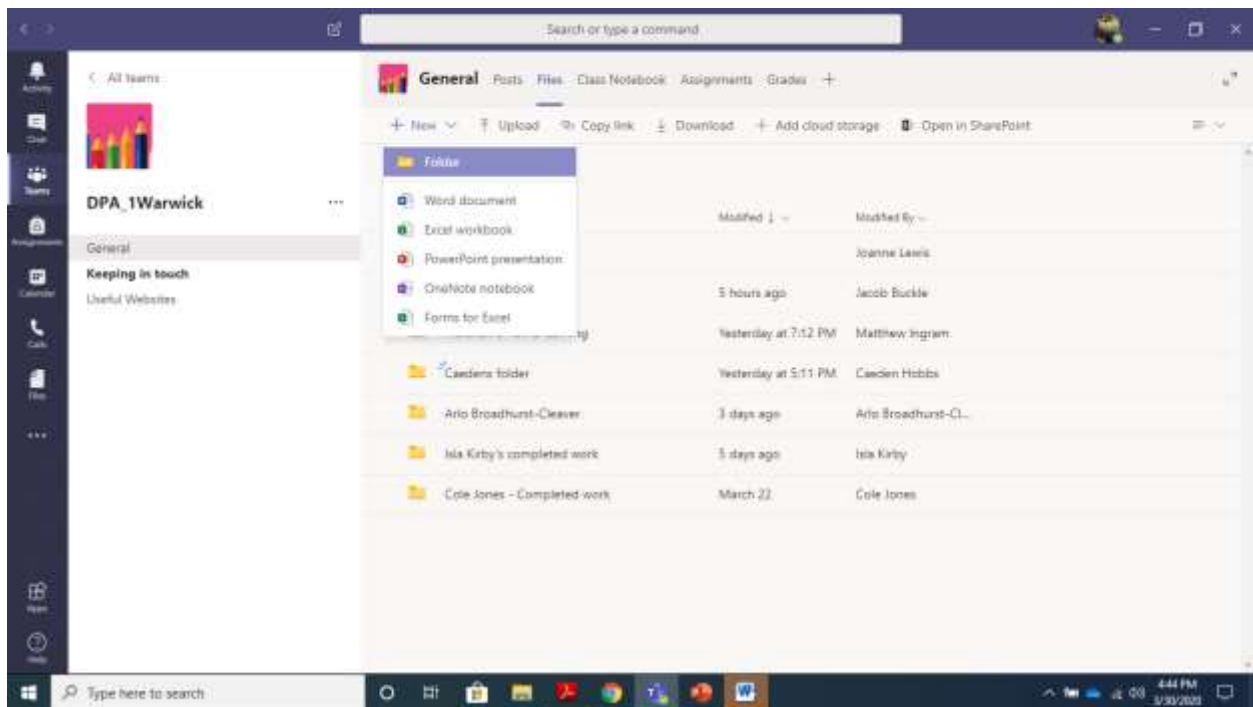 Search or type a command
Activity
Chat
Teams
Assignments
Calendar
Calls
Files
Apps
Help
< All teams
DPA_1Warwick
General
Keeping in touch
Useful Websites
General Posts Files Class Notebook Assignments Grades +
+ New Upload Copy link Download + Add cloud storage Open in SharePoint
Folder
Word document
Excel workbook
PowerPoint presentation
OneNote notebook
Forms for Excel
Modified ↓ Modified By
Joanne Lewis
5 hours ago Jacob Buckle
Yesterday at 7:12 PM Matthew Ingram
Caedens folder Yesterday at 5:11 PM Caeden Hobbs
Arlo Broadhurst-Cleaver 3 days ago Arlo Broadhurst-Cl...
Isla Kirby's completed work 5 days ago Isla Kirby
Cole Jones - Completed work March 22 Cole Jones
Type here to search
4:44 PM
3/30/2020